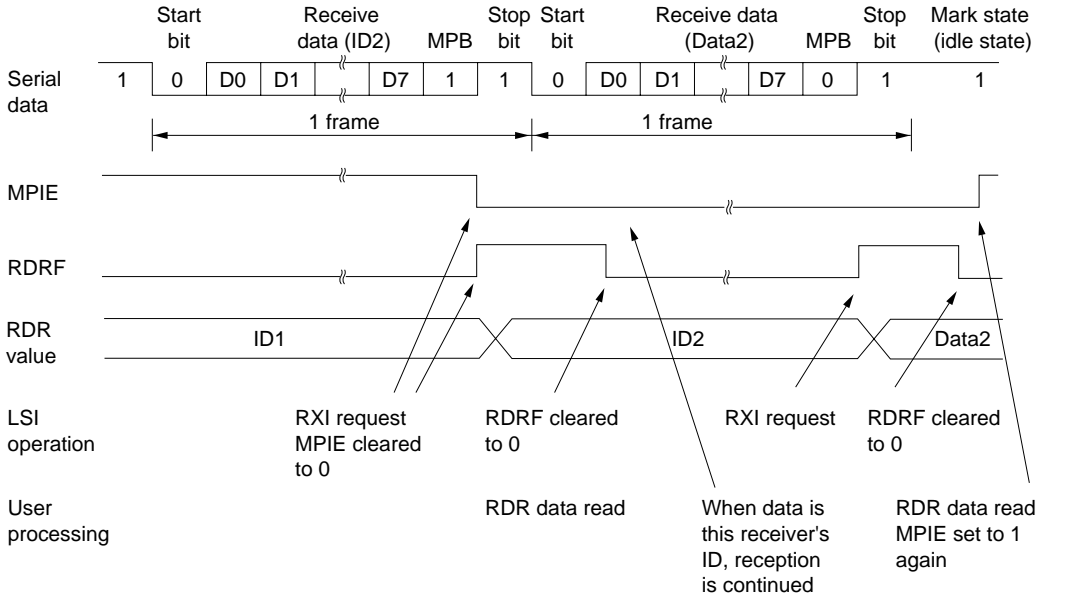 Start Receive Stop Start Receive data Stop Mark state
bit data (ID2) MPB bit bit (Data2) MPB bit (idle state)
Serial data 1 0 D0 D1 D7 1 1 0 D0 D1 D7 0 1 1
1 frame 1 frame
MPIE
RDRF
RDR
value
ID1 ID2 Data2
LSI
operation
RXI request
MPIE cleared
to 0
RDRF cleared
to 0
RXI request
RDRF cleared
to 0
User
processing
RDR data read
When data is
this receiver's
ID, reception
is continued
RDR data read
MPIE set to 1
again